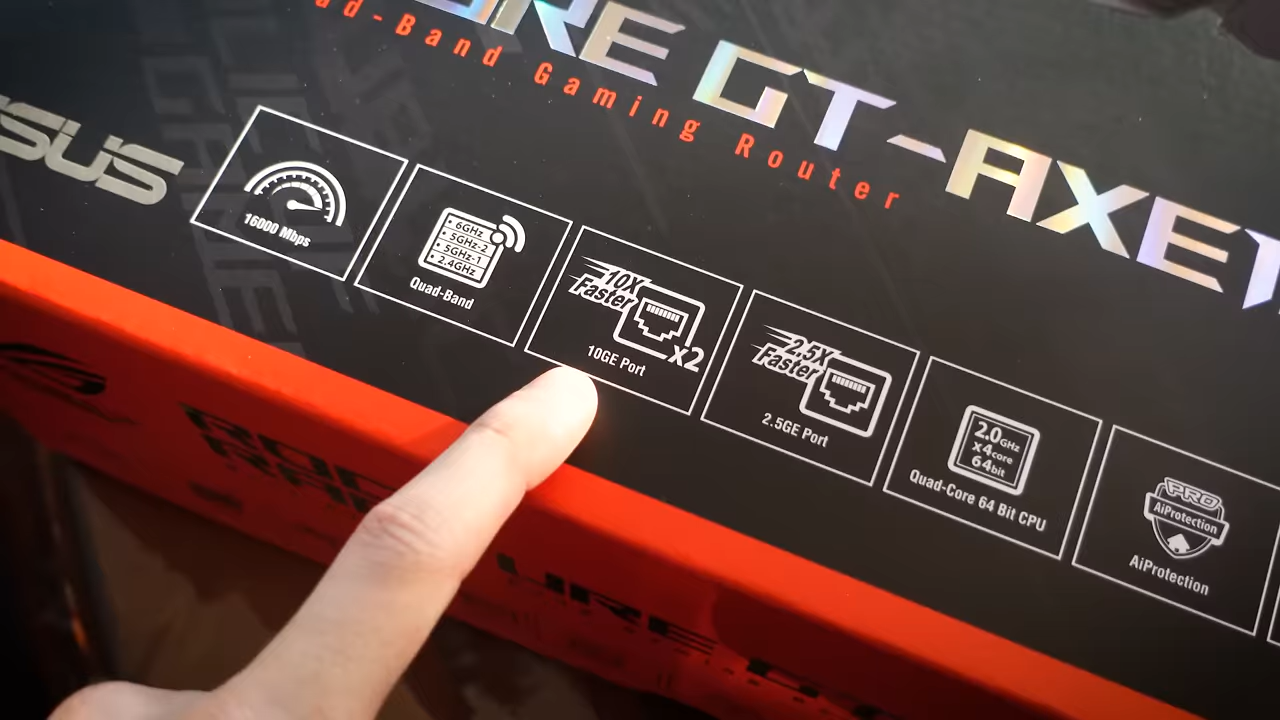 GT-AXE1
ad-Band Gaming Router
SUS
16000 Mbps
6GHz
5GHz-2
5GHz-1
2.4GHz
Quad-Band
10X
Faster
x2
10GE Port
2.5X
Faster
2.5GE Port
2.0GHz
x4core
64bit
Quad-Core 64 Bit CPU
PRO
AiProtection
AiProtection